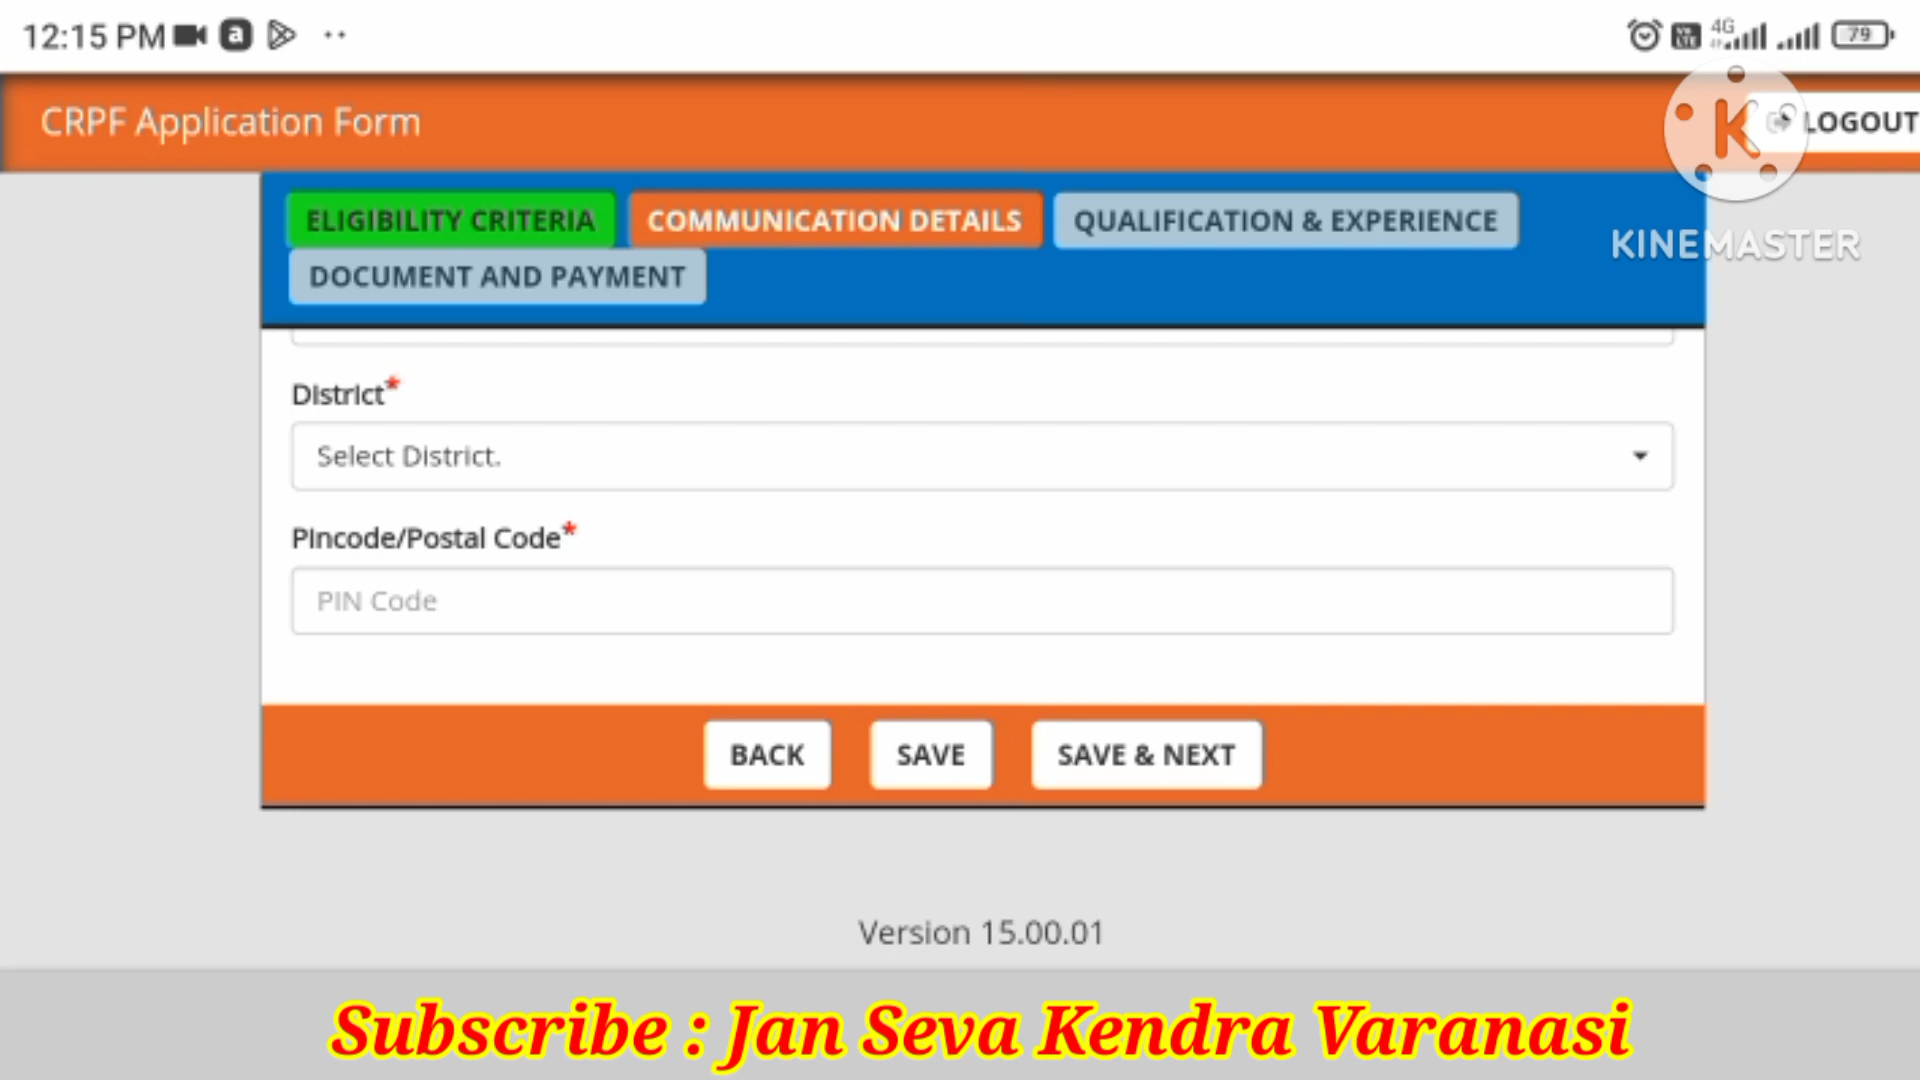 12:15 PM a 4G 79
CRPF Application Form
K LOGOUT
KINEMASTER
ELIGIBILITY CRITERIA COMMUNICATION DETAILS QUALIFICATION & EXPERIENCE
DOCUMENT AND PAYMENT
District*
Select District.
Pincode/Postal Code*
PIN Code
BACK SAVE SAVE & NEXT
Version 15.00.01
Subscribe : Jan Seva Kendra Varanasi